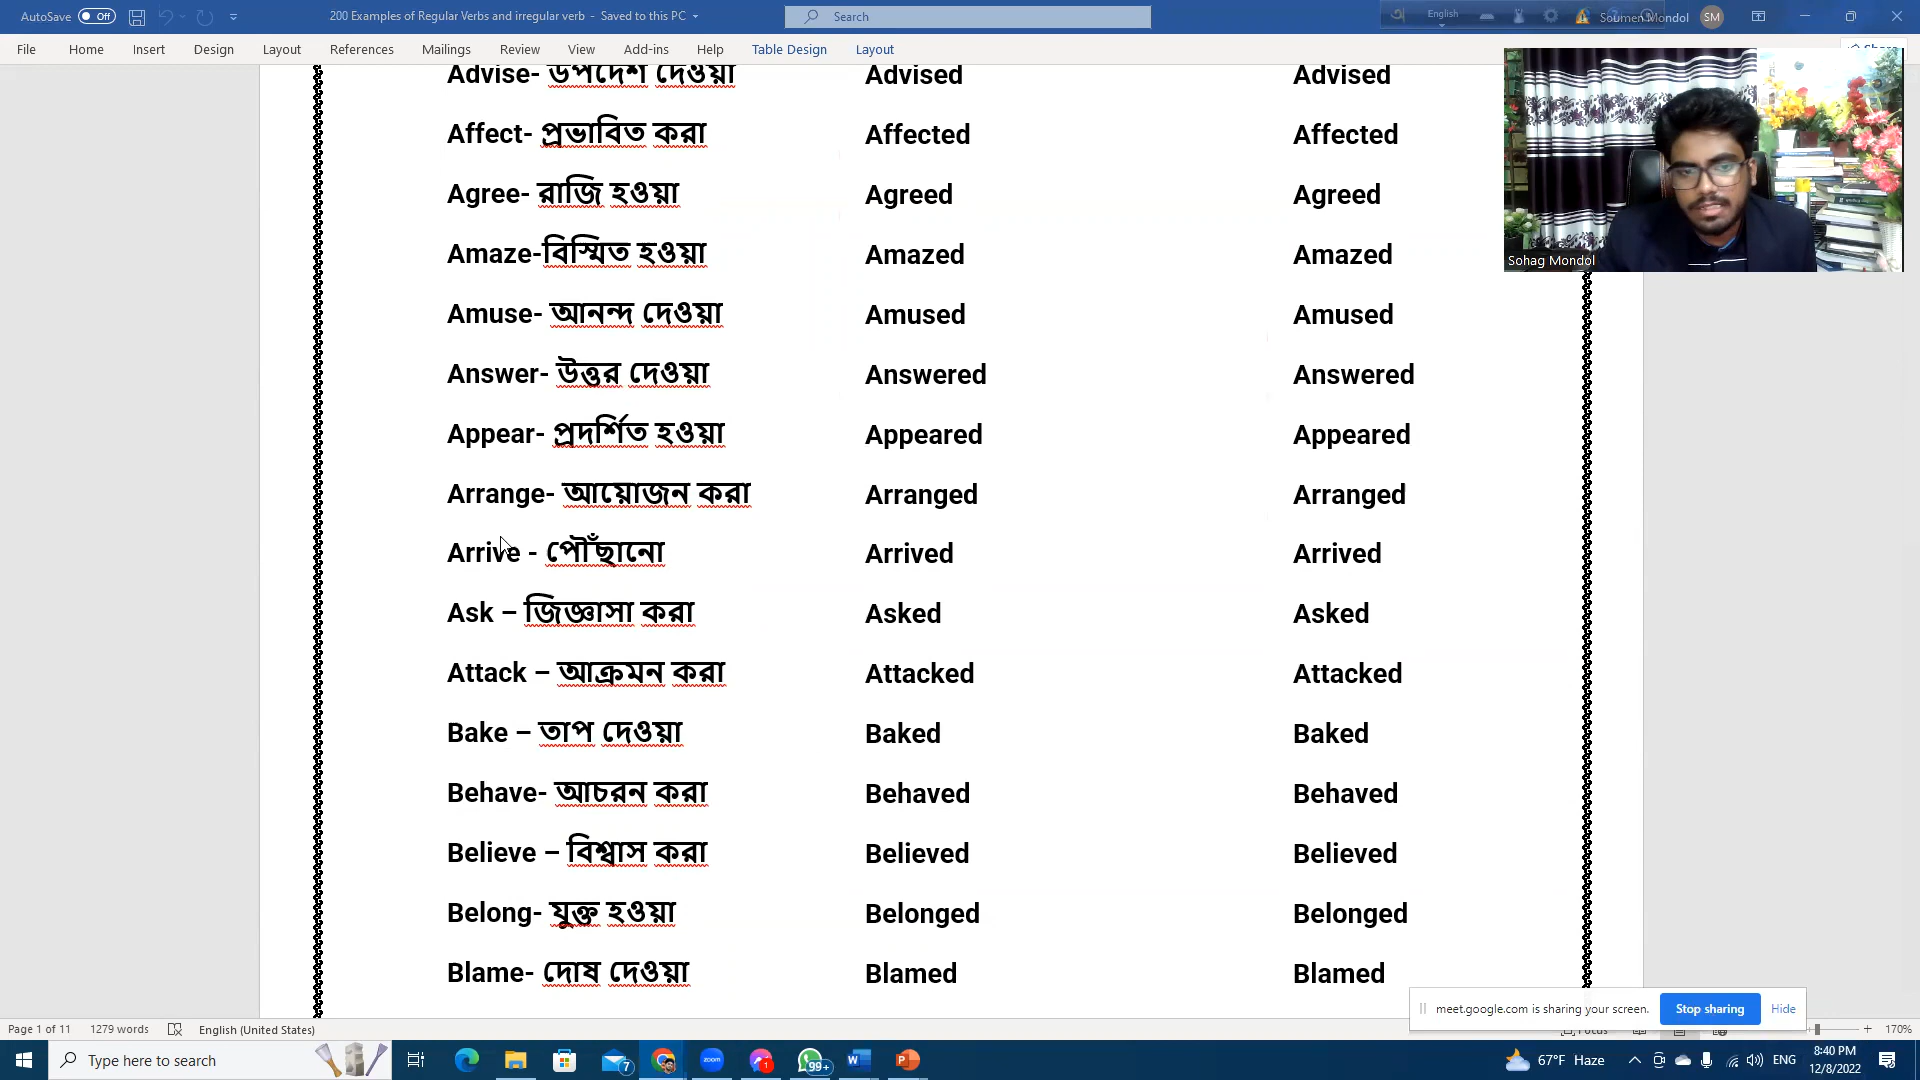 AutoSave Off 200 Examples of Regular Verbs and irregular verb - Saved to this PC Search English Soumen Mondol SM
File Home Insert Design Layout References Mailings Review View Add-ins Help Table Design Layout Share
Advise- উপদেশ দেওয়া Advised Advised
Affect- প্রভাবিত করা Affected Affected
Agree- রাজি হওয়া Agreed Agreed
Amaze-বিস্মিত হওয়া Amazed Amazed
Sohag Mondol
Amuse- আনন্দ দেওয়া Amused Amused
Answer- উত্তর দেওয়া Answered Answered
Appear- প্রদর্শিত হওয়া Appeared Appeared
Arrange- আয়োজন করা Arranged Arranged
Arrive - পৌঁছানো Arrived Arrived
Ask – জিজ্ঞাসা করা Asked Asked
Attack – আক্রমন করা Attacked Attacked
Bake – তাপ দেওয়া Baked Baked
Behave- আচরন করা Behaved Behaved
Believe – বিশ্বাস করা Believed Believed
Belong- যুক্ত হওয়া Belonged Belonged
Blame- দোষ দেওয়া Blamed Blamed
meet.google.com is sharing your screen. Stop sharing Hide
Page 1 of 11 1279 words English (United States) Focus 170%
Type here to search 7 zoom 1 99+ 67°F Haze ENG 8:40 PM
12/8/2022